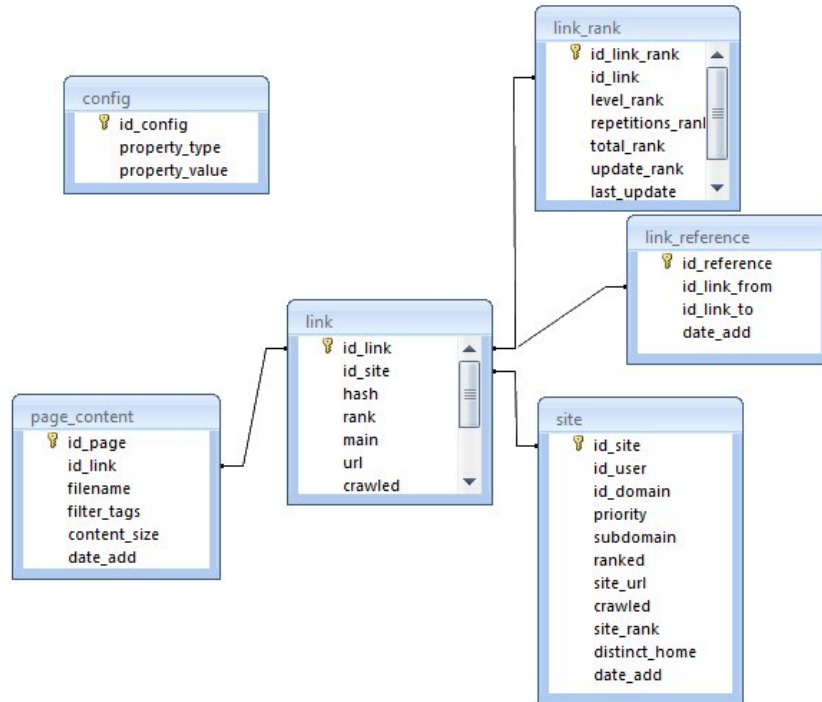 link_rank
id_link_rank
id_link
level_rank
repetitions_rank
total_rank
update_rank
last_update
config
id_config
property_type
property_value
link_reference
id_reference
id_link_from
id_link_to
date_add
link
id_link
id_site
hash
rank
main
url
crawled
page_content
id_page
id_link
filename
filter_tags
content_size
date_add
site
id_site
id_user
id_domain
priority
subdomain
ranked
site_url
crawled
site_rank
distinct_home
date_add